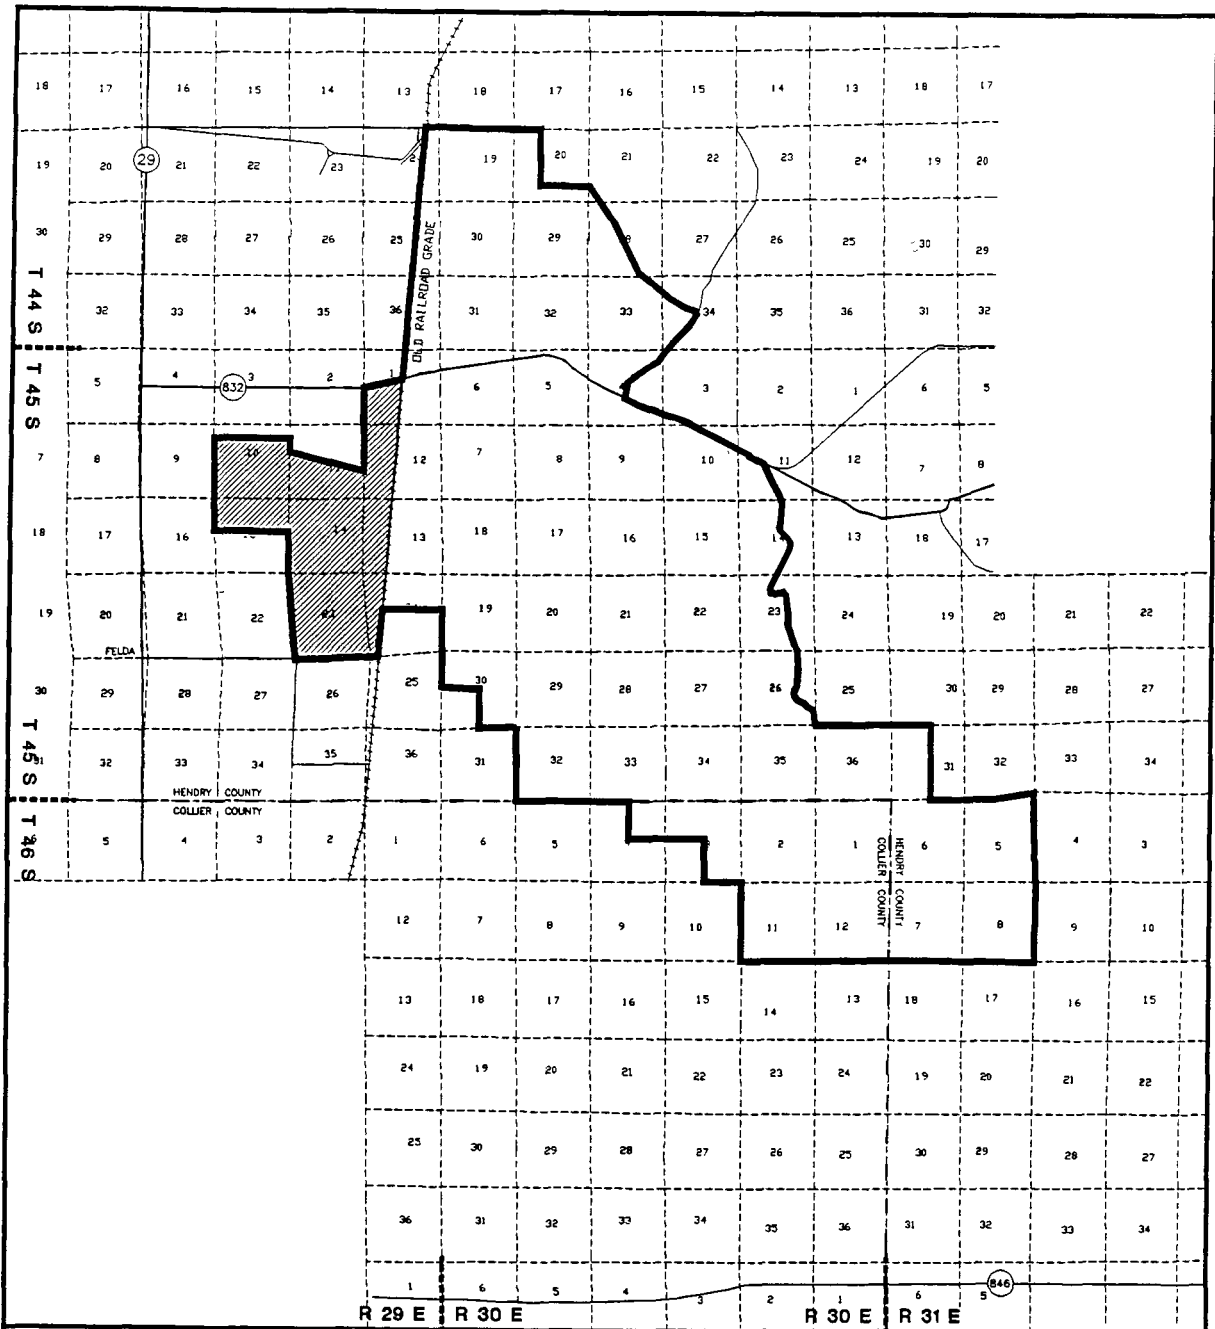 18 17 16 15 14 13 18 17 16 15 14 13 18 17
19 20 29 21 22 23 2 19 20 21 22 23 24 19 20
30 29 28 27 26 25 OLD RAILROAD GRADE 30 29 27 26 25 30 29
T 44 S
32 33 34 35 36 31 32 33 34 35 36 31 32
T 45 S
5 4 832 3 2 1 6 5 3 2 1 6 5
7 8 9 10 12 7 8 9 10 11 12 7 8
18 17 16 14 13 18 17 16 15 14 13 18 17
19 20 21 22 23 19 20 21 22 23 24 19 20 21 22
FELDA
30 29 28 27 26 25 30 29 28 27 26 25 30 29 28 27
T 45 S
31 32 33 34 35 36 31 32 33 34 35 36 31 32 33 34
HENDRY COUNTY
COLLIER COUNTY
T 46 S
6 5 4 3 2 1 6 5 2 1 6 5 4 3
HENDRY COUNTY
COLLIER COUNTY
12 7 8 9 10 11 12 7 8 9 10
13 18 17 16 15 14 13 18 17 16 15
24 19 20 21 22 23 24 19 20 21 22
25 30 29 28 27 26 25 30 29 28 27
36 31 32 33 34 35 36 31 32 33 34
1 6 5 4 3 2 1 6 5 846
R 29 E R 30 E R 30 E R 31 E